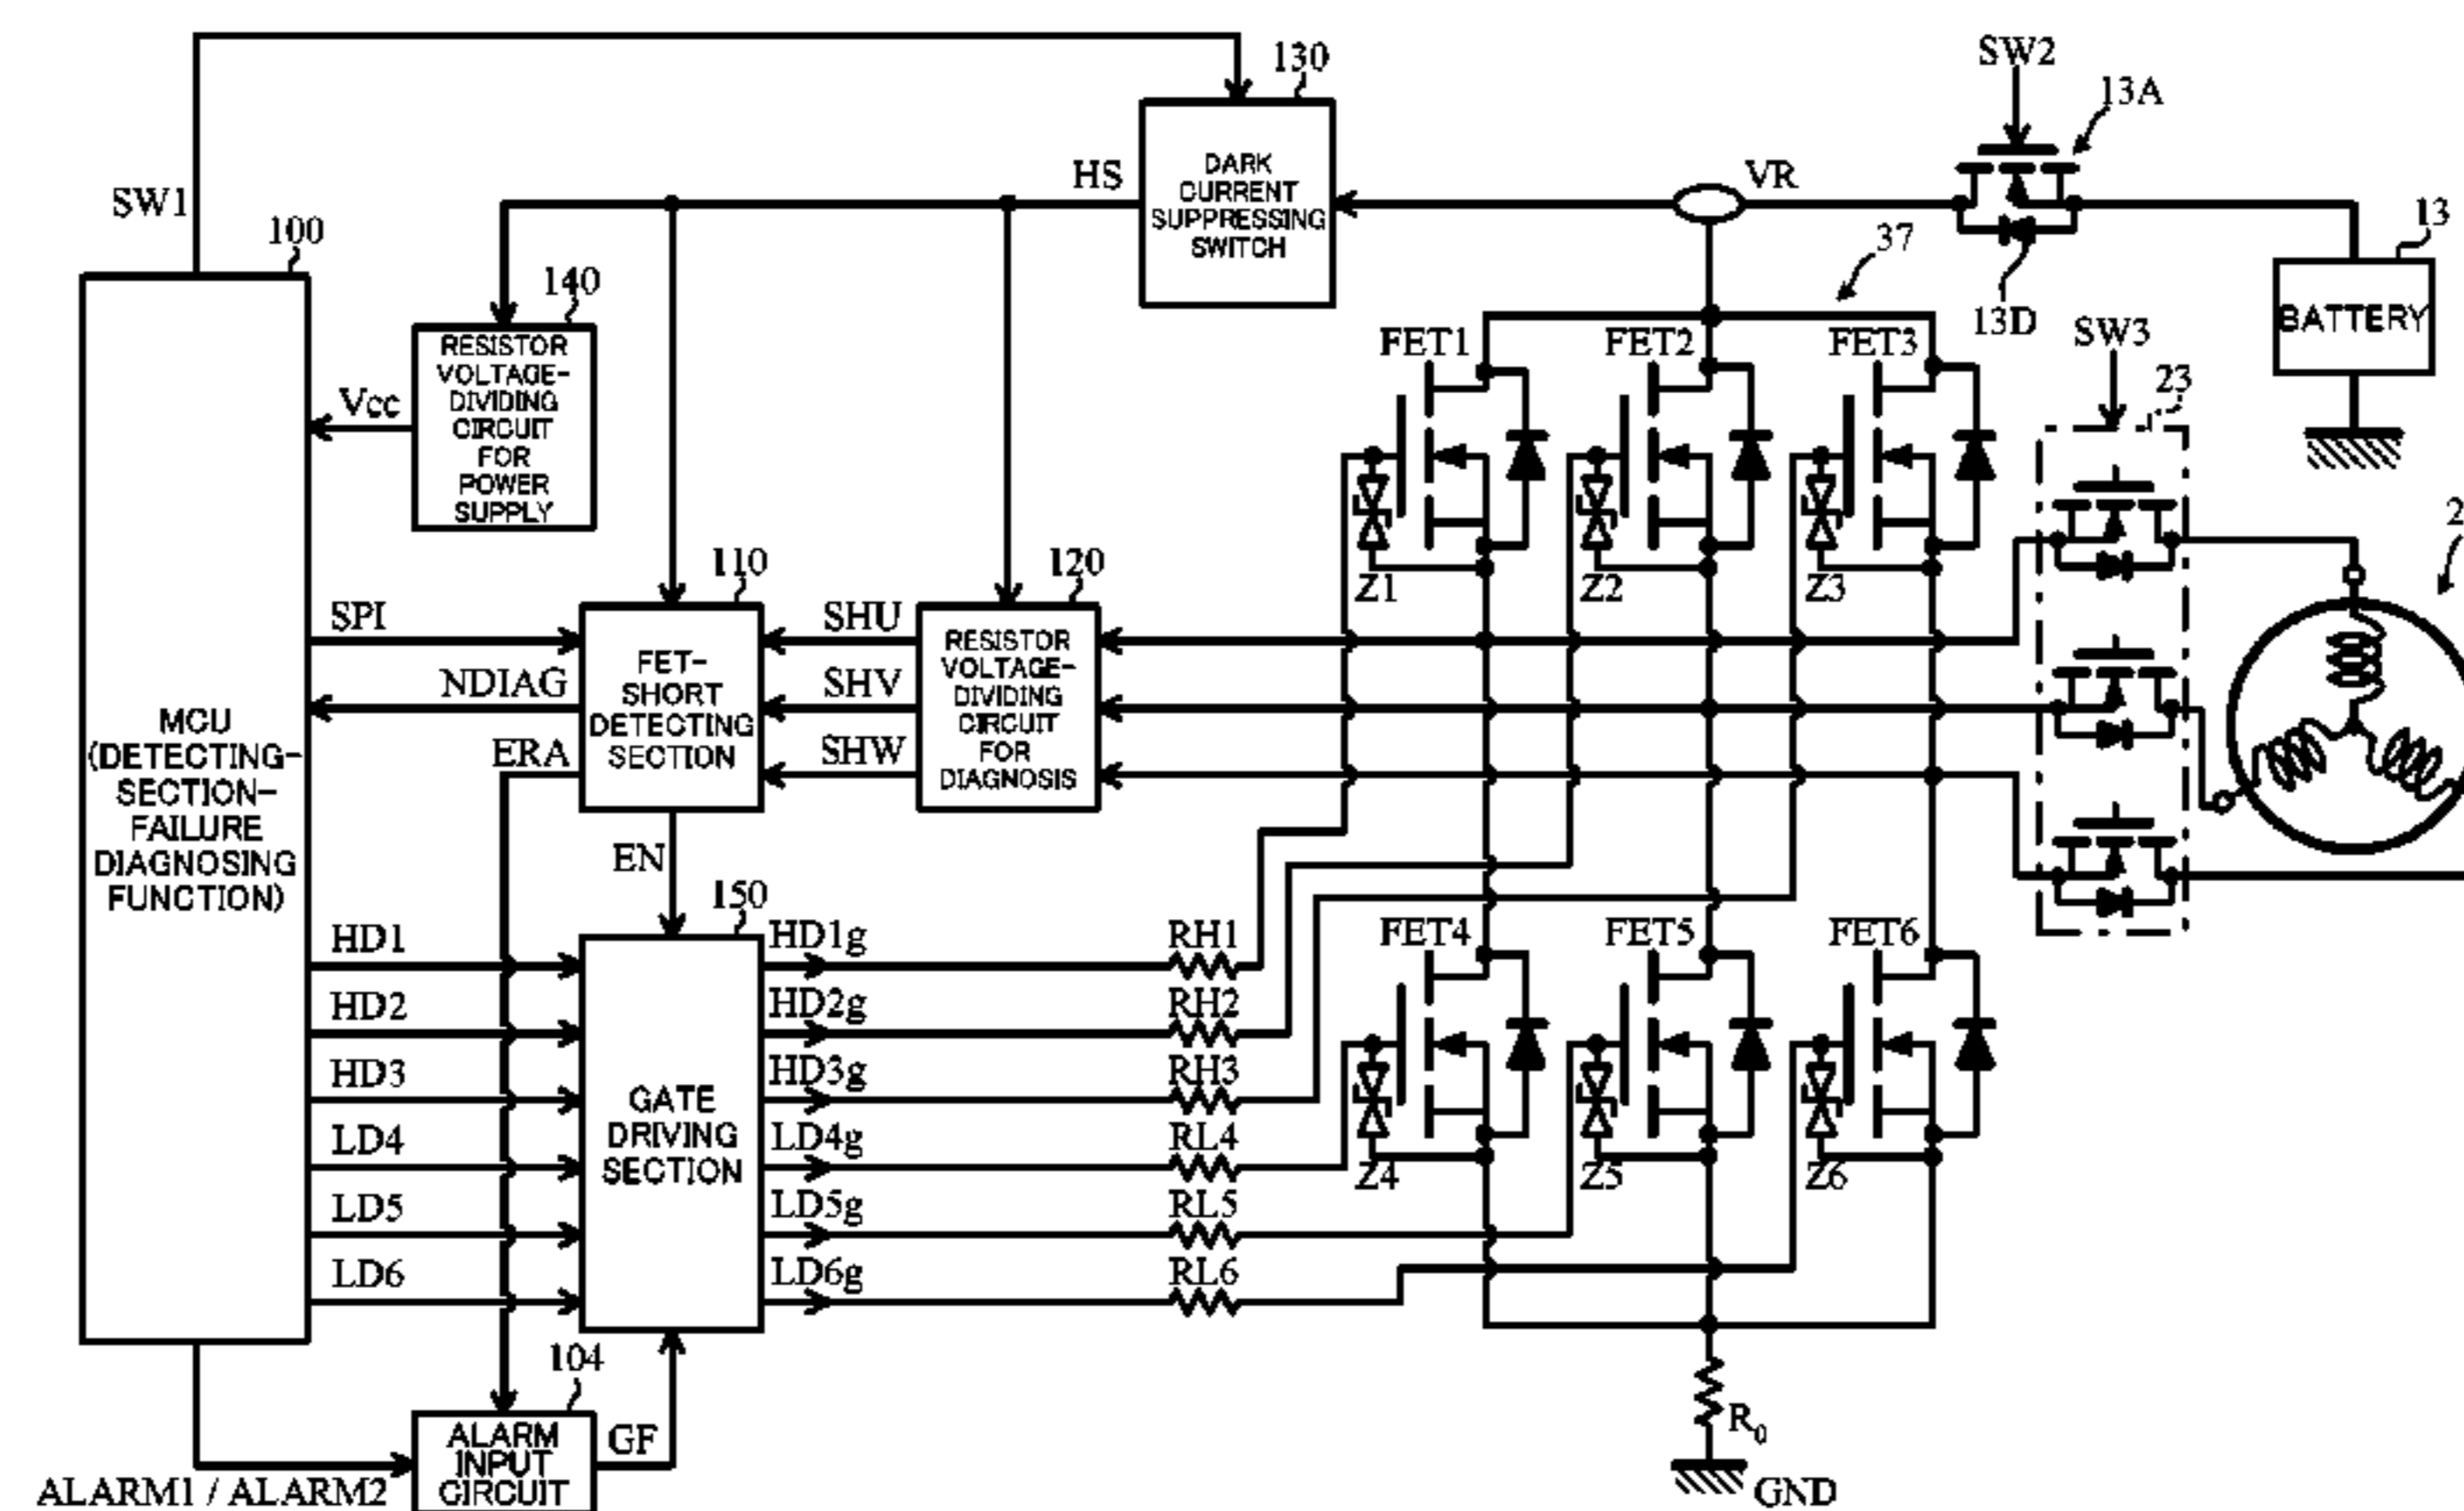 SW2
130
13A
DARK
CURRENT
SUPPRESSING
SWITCH
HS
VR
SW1
100
13
37
140
RESISTOR
VOLTAGE-
DIVIDING
CIRCUIT
FOR
POWER
SUPPLY
13D
BATTERY
FET1
FET2
FET3
SW3
23
Vcc
2
110
120
Z1
Z2
Z3
SPI
SHU
FET-
SHORT
DETECTING
SECTION
RESISTOR
VOLTAGE-
DIVIDING
CIRCUIT
FOR
DIAGNOSIS
NDIAG
SHV
MCU
(DETECTING-
SECTION-
FAILURE
DIAGNOSING
FUNCTION)
ERA
SHW
EN
150
HD1
HD1g
RH1
FET4
FET5
FET6
HD2
HD2g
RH2
HD3
HD3g
RH3
GATE
DRIVING
SECTION
LD4
LD4g
RL4
Z4
Z5
Z6
LD5
LD5g
RL5
LD6
LD6g
RL6
104
ALARM
INPUT
CIRCUIT
GF
R0
ALARM1 / ALARM2
GND